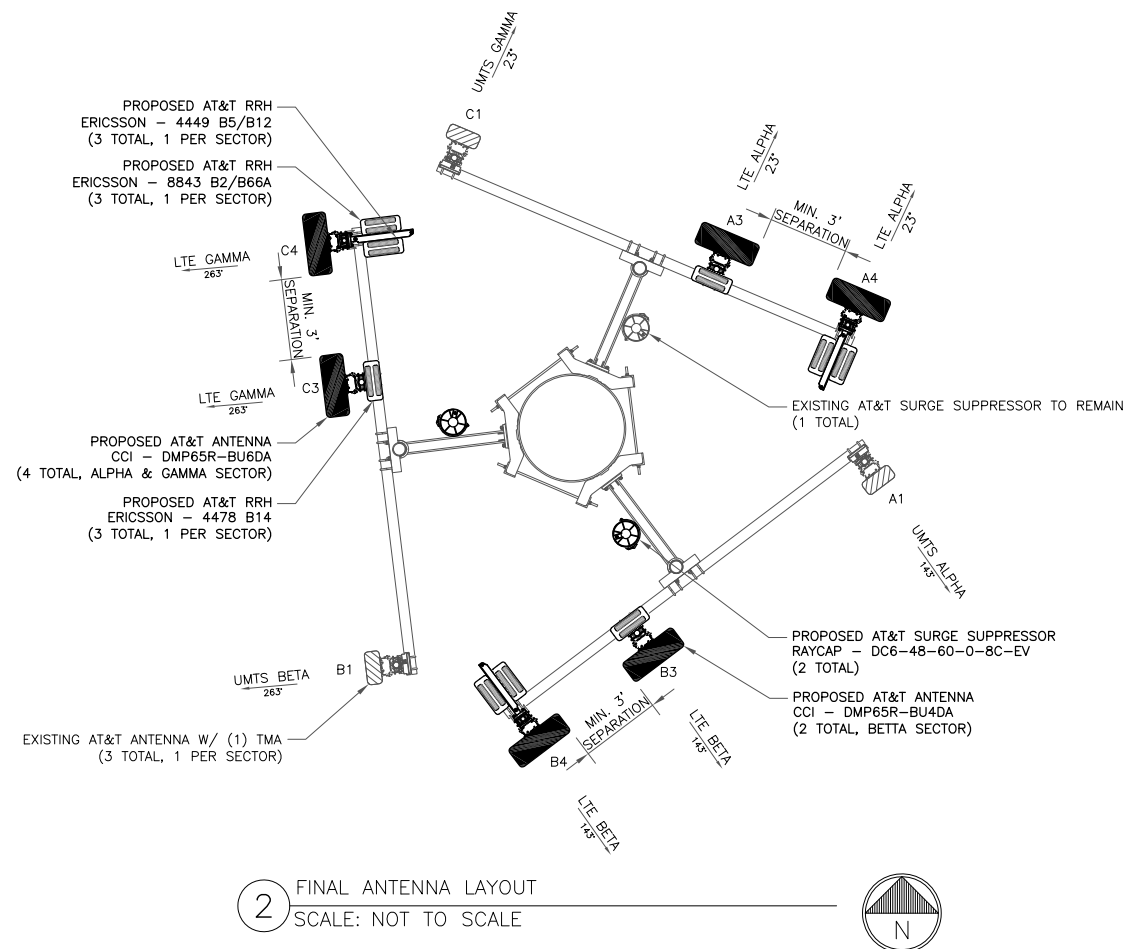 UMTS GAMMA
23°
C1
PROPOSED AT&T RRH
ERICSSON - 4449 B5/B12
(3 TOTAL, 1 PER SECTOR)
PROPOSED AT&T RRH
ERICSSON - 8843 B2/B66A
(3 TOTAL, 1 PER SECTOR)
LTE ALPHA
23°
A3
MIN. 3'
SEPARATION
LTE ALPHA
23°
A4
C4
LTE GAMMA
263°
MIN. 3'
SEPARATION
C3
LTE GAMMA
263°
PROPOSED AT&T ANTENNA
CCI - DMP65R-BU6DA
(4 TOTAL, ALPHA & GAMMA SECTOR)
PROPOSED AT&T RRH
ERICSSON - 4478 B14
(3 TOTAL, 1 PER SECTOR)
EXISTING AT&T SURGE SUPPRESSOR TO REMAIN
(1 TOTAL)
A1
UMTS ALPHA
143°
PROPOSED AT&T SURGE SUPPRESSOR
RAYCAP - DC6-48-60-0-8C-EV
(2 TOTAL)
PROPOSED AT&T ANTENNA
CCI - DMP65R-BU4DA
(2 TOTAL, BETTA SECTOR)
B1
UMTS BETA
263°
EXISTING AT&T ANTENNA W/ (1) TMA
(3 TOTAL, 1 PER SECTOR)
B3
MIN. 3'
SEPARATION
LTE BETA
143°
B4
LTE BETA
143°
2
FINAL ANTENNA LAYOUT
SCALE: NOT TO SCALE
N